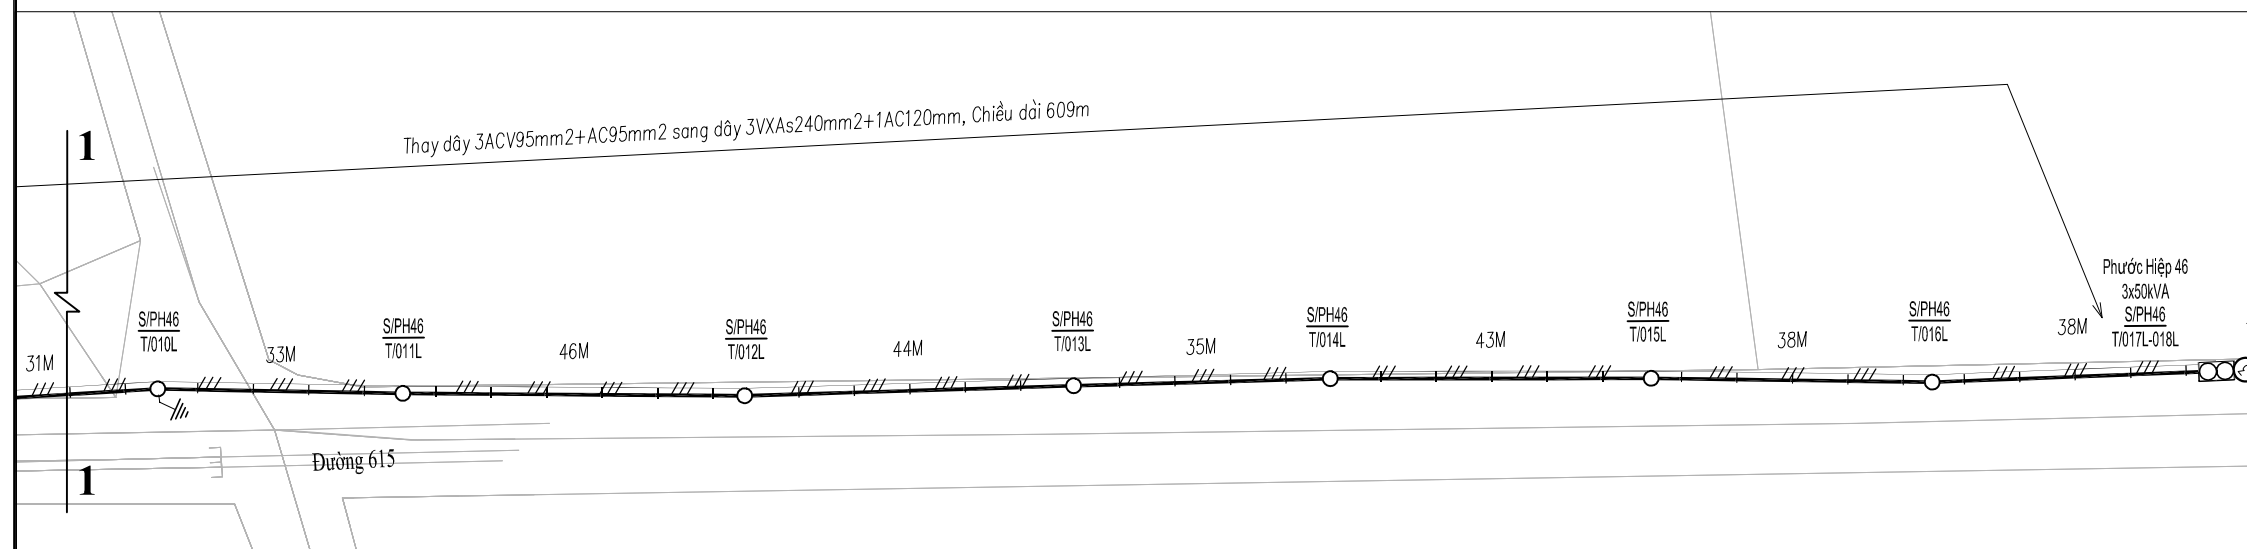 Thay dây 3ACV95mm2+AC95mm2 sang dây 3VXAs240mm2+1AC120mm, Chiều dài 609m
1
Phước Hiệp 46
3x50kVA
S/PH46
T/017L-018L
S/PH46
T/010L
S/PH46
T/011L
S/PH46
T/012L
S/PH46
T/013L
S/PH46
T/014L
S/PH46
T/015L
S/PH46
T/016L
31M
33M
46M
44M
35M
43M
38M
38M
Đường 615
1